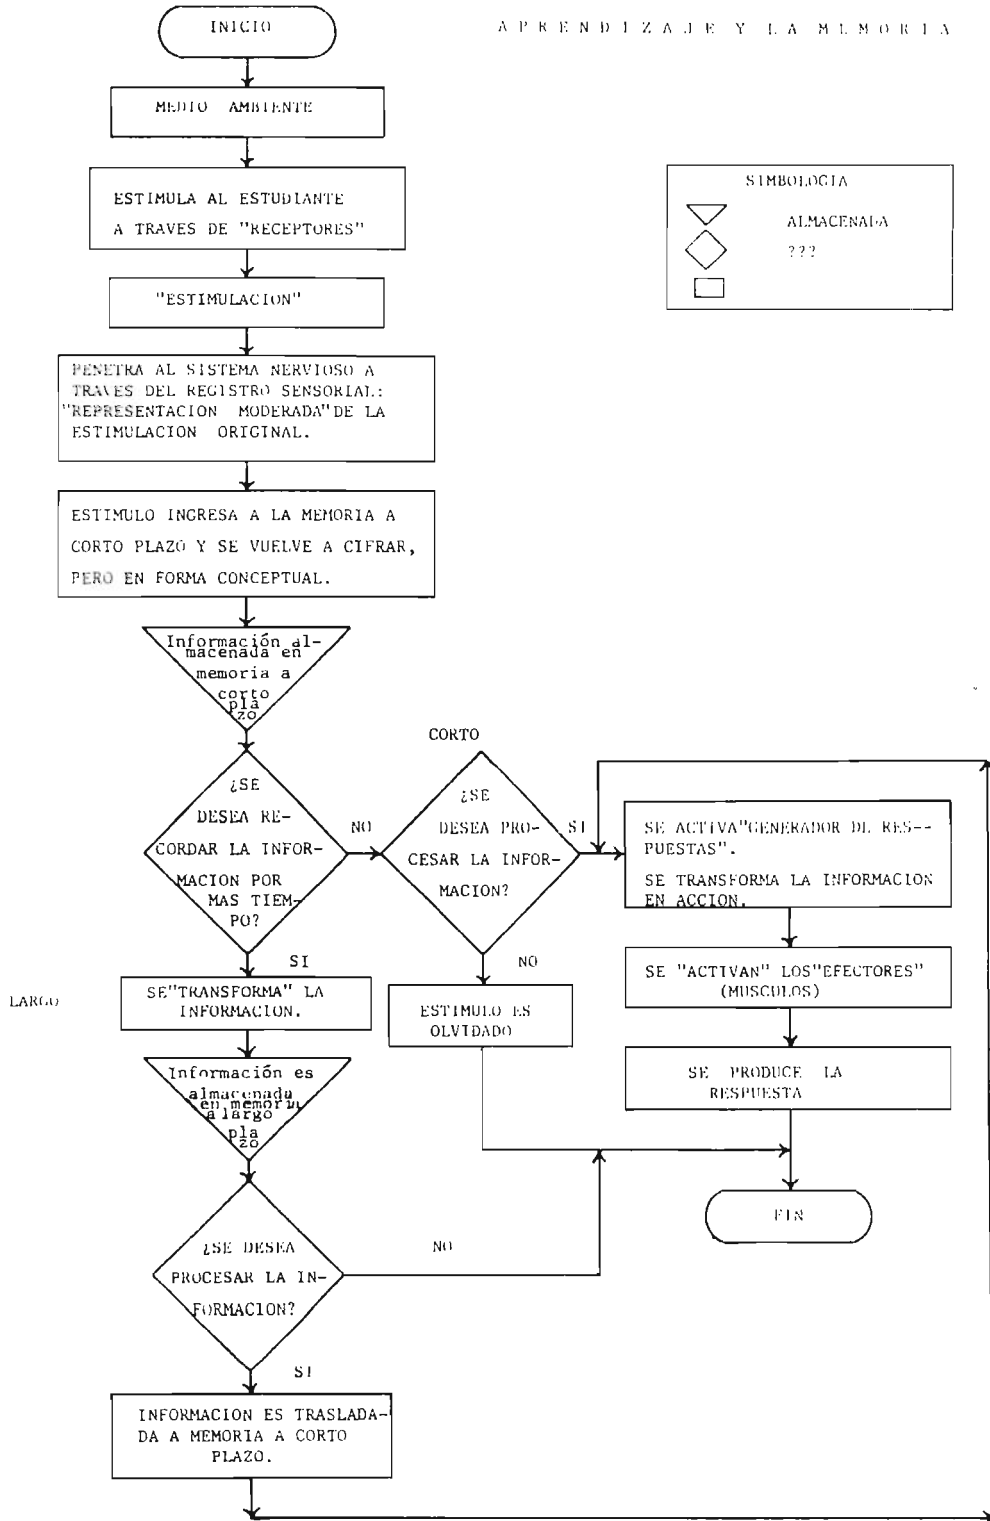 INICIO
APRENDIZAJE Y LA MEMORIA
MEDIO AMBIENTE
ESTIMULA AL ESTUDIANTE
A TRAVES DE "RECEPTORES"
SIMBOLOGIA
ALMACENADA
???
"ESTIMULACION"
PENETRA AL SISTEMA NERVIOSO A
TRAVES DEL REGISTRO SENSORIAL:
"REPRESENTACION MODERADA" DE LA
ESTIMULACION ORIGINAL.
ESTIMULO INGRESA A LA MEMORIA A
CORTO PLAZO Y SE VUELVE A CIFRAR,
PERO EN FORMA CONCEPTUAL.
Información al-
macenada en
memoria a
corto
pla
zo
CORTO
¿SE
DESEA RE-
CORDAR LA INFOR-
MACION POR
MAS TIEM-
PO?
NO
¿SE
DESEA PRO-
CESAR LA INFOR-
MACION?
SI
SE ACTIVA"GENERADOR DE RES--
PUESTAS".
SE TRANSFORMA LA INFORMACION
EN ACCION.
SI
NO
SE "ACTIVAN" LOS"EFECTORES"
(MUSCULOS)
LARGO
SE"TRANSFORMA" LA
INFORMACION.
ESTIMULO ES
OLVIDADO
SE PRODUCE LA
RESPUESTA
Información es
almacenada
en memoria
a largo
pla
zo
FIN
¿SE DESEA
PROCESAR LA IN-
FORMACION?
NO
SI
INFORMACION ES TRASLADA-
DA A MEMORIA A CORTO
PLAZO.